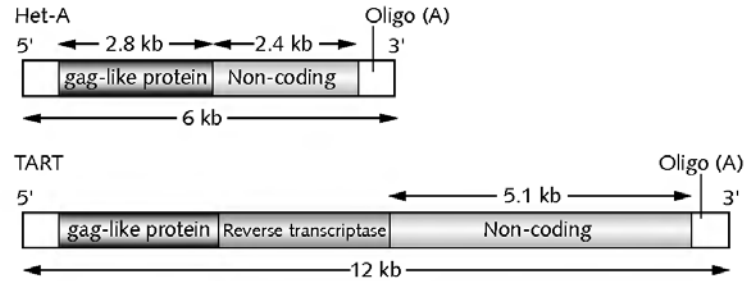 Het-A Oligo (A)
5' 2.8 kb 2.4 kb 3'
gag-like protein Non-coding
6 kb
TART Oligo (A)
5' 5.1 kb 3'
gag-like protein Reverse transcriptase Non-coding
12 kb